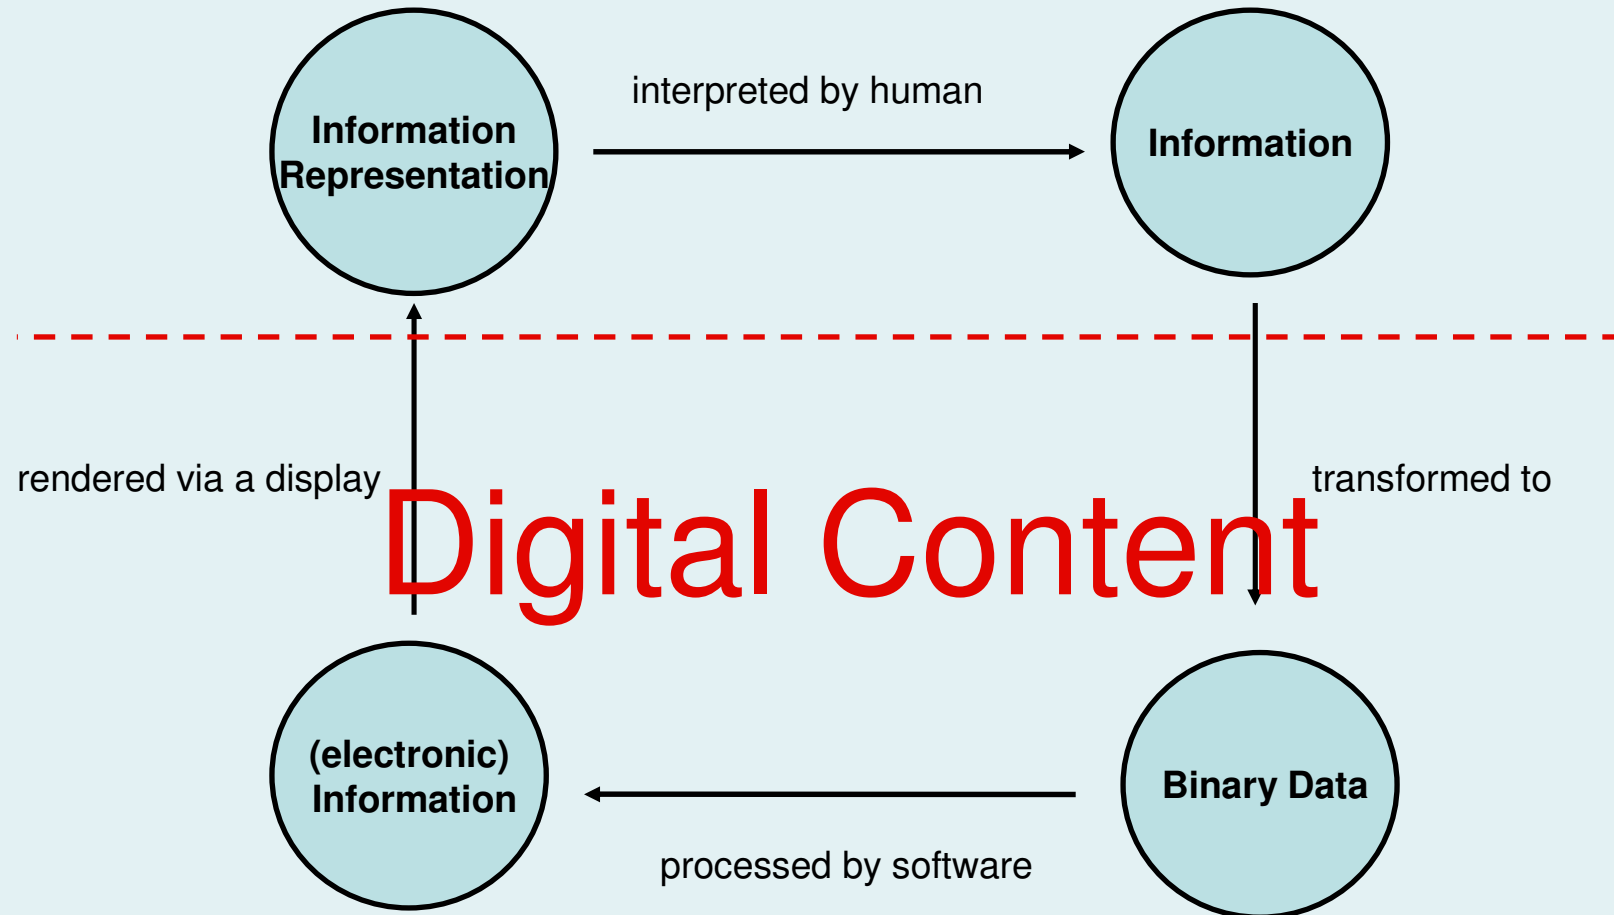 interpreted by human
Information
Representation
Information
rendered via a display
transformed to
Digital Content
(electronic)
Information
Binary Data
processed by software